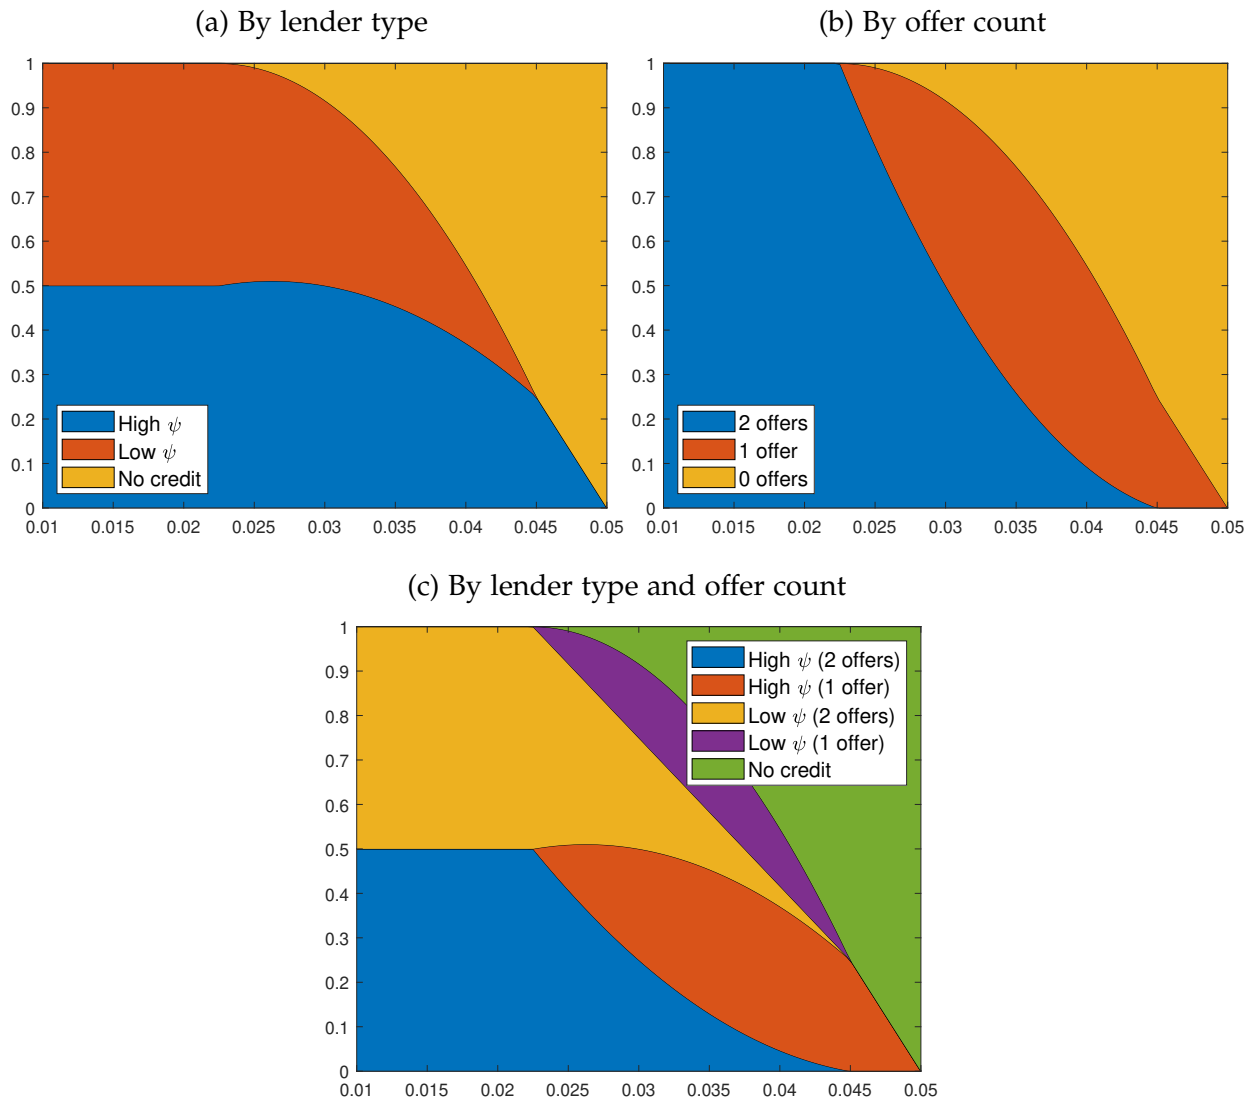 (a) By lender type
1
0.9
0.8
0.7
0.6
0.5
0.4
0.3
0.2
0.1
0
High ψ
Low ψ
No credit
0.01 0.015 0.02 0.025 0.03 0.035 0.04 0.045 0.05
(b) By offer count
1
0.9
0.8
0.7
0.6
0.5
0.4
0.3
0.2
0.1
0
2 offers
1 offer
0 offers
0.01 0.015 0.02 0.025 0.03 0.035 0.04 0.045 0.05
(c) By lender type and offer count
1
0.9
0.8
0.7
0.6
0.5
0.4
0.3
0.2
0.1
0
High ψ (2 offers)
High ψ (1 offer)
Low ψ (2 offers)
Low ψ (1 offer)
No credit
0.01 0.015 0.02 0.025 0.03 0.035 0.04 0.045 0.05